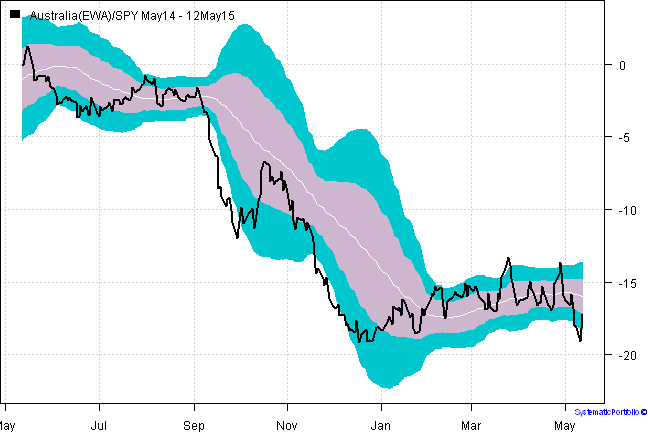 Australia(EWA)/SPY May14 - 12May15
0
-5
-10
-15
-20
May Jul Sep Nov Jan Mar May
SystematicPortfolio ©